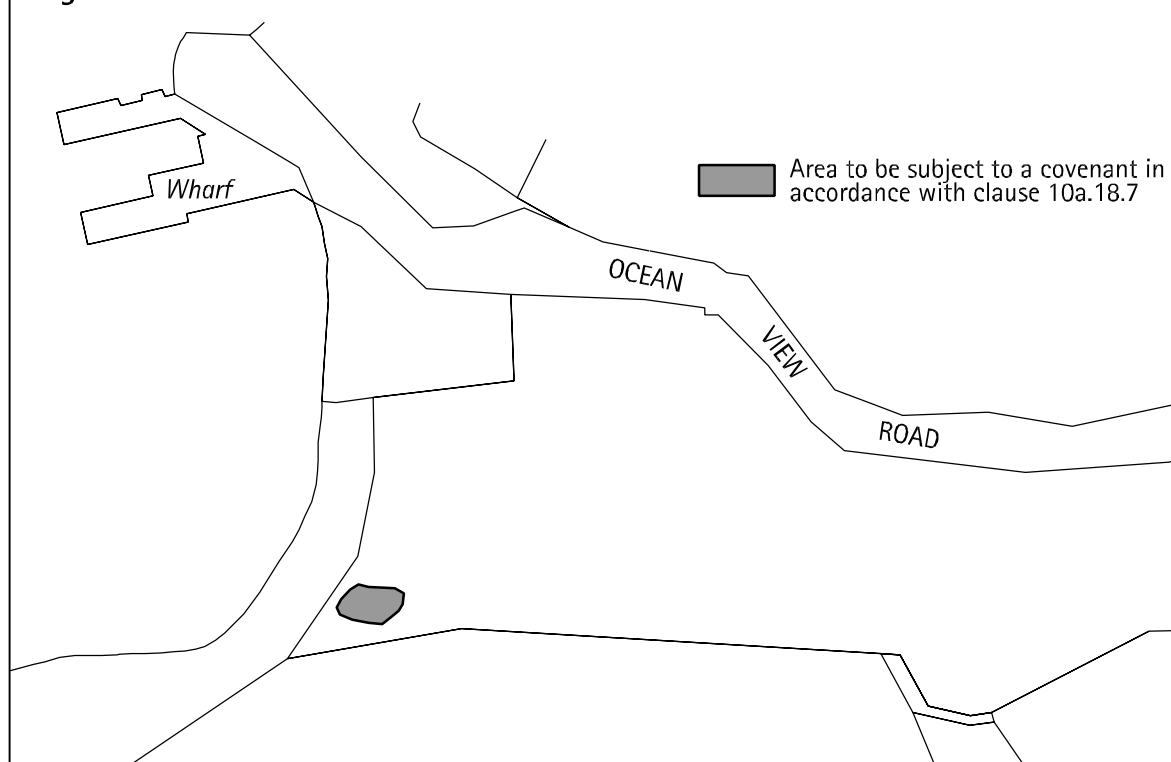 Area to be subject to a covenant in
accordance with clause 10a.18.7
Wharf
OCEAN
VIEW
ROAD